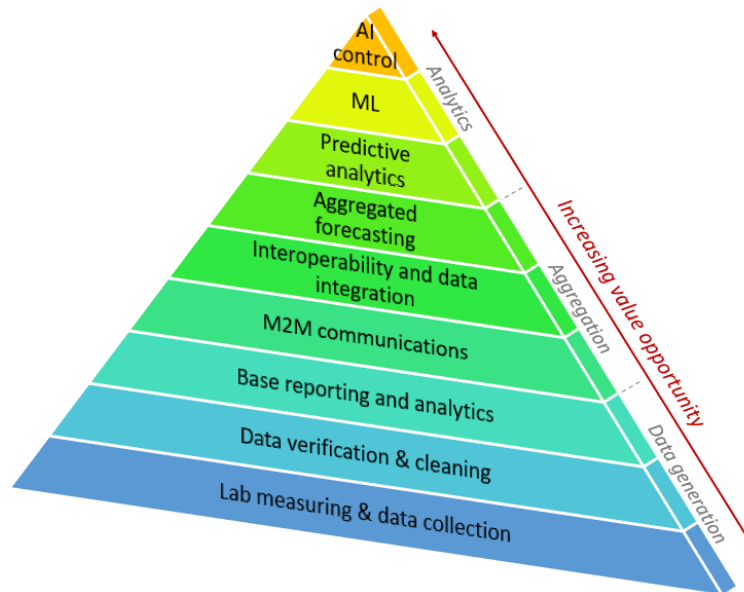 AI
control
ML
Predictive
analytics
Aggregated
forecasting
Interoperability and data
integration
M2M communications
Base reporting and analytics
Data verification & cleaning
Lab measuring & data collection
Analytics
Aggregation
Data generation
Increasing value opportunity